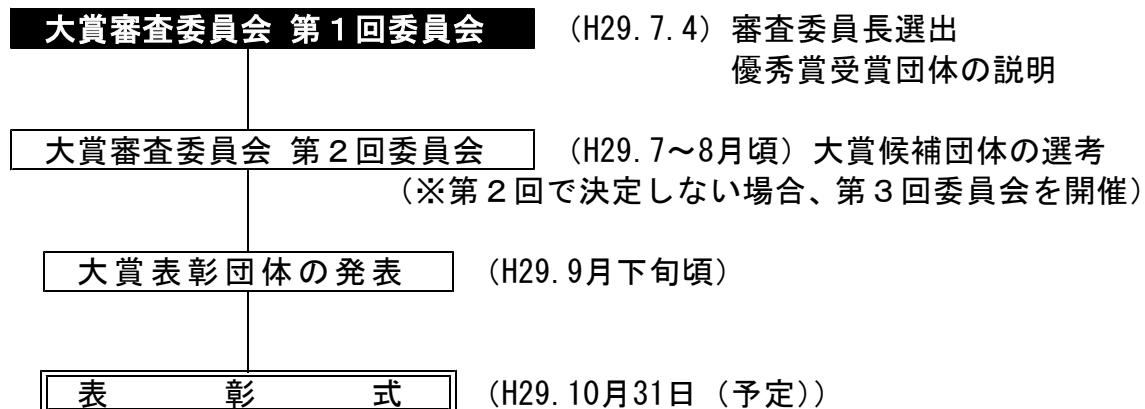 大賞審査委員会 第１回委員会 （H29.7.4）審査委員長選出
優秀賞受賞団体の説明
大賞審査委員会 第２回委員会 （H29.7～8月頃）大賞候補団体の選考
（※第２回で決定しない場合、第３回委員会を開催）
大賞表彰団体の発表 （H29.9月下旬頃）
表彰式 （H29.10月31日（予定））